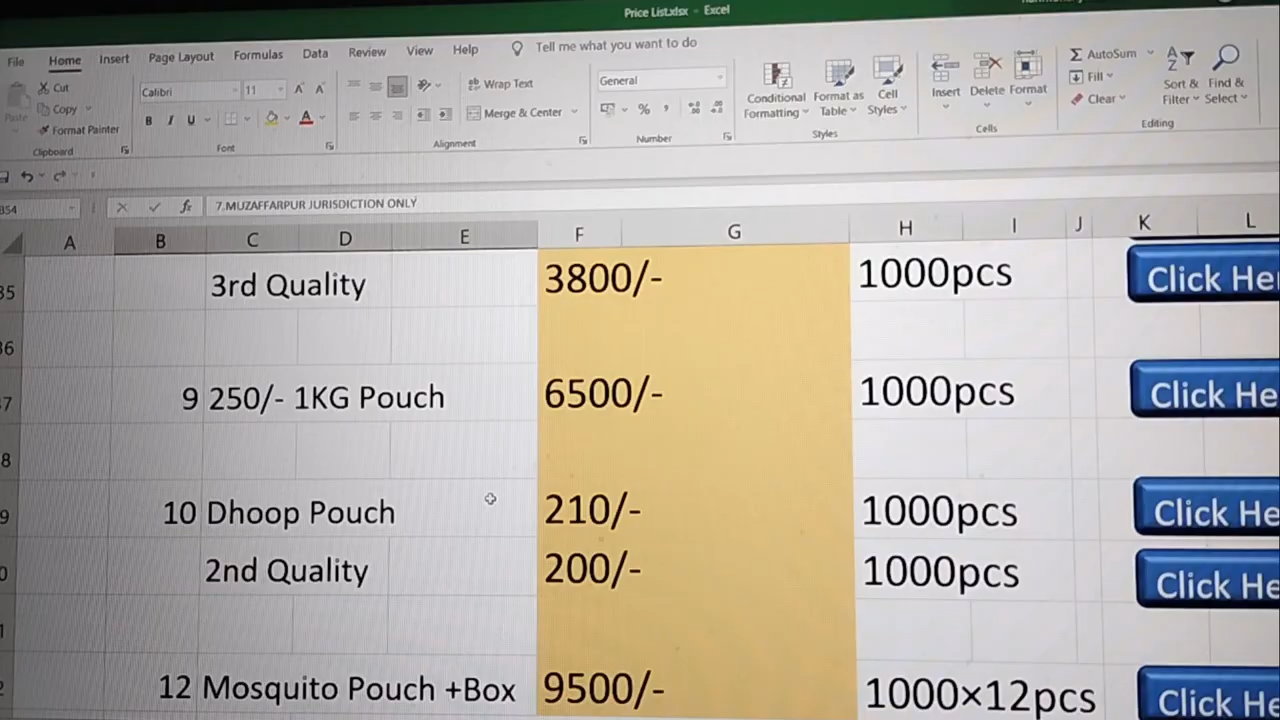 Price List.xlsx - Excel
File Home Insert Page Layout Formulas Data Review View Help Tell me what you want to do
Cut
Copy
Format Painter
Paste
Clipboard
Calibri 11
B I U
Font
Wrap Text
Merge & Center
Alignment
General
%
Number
Conditional Formatting
Format as Table
Cell Styles
Styles
Insert Delete Format
Cells
AutoSum
Fill
Clear
Sort & Filter
Find & Select
Editing
fx 7.MUZAFFARPUR JURISDICTION ONLY
A B C D E F G H I J K L
3rd Quality 3800/- 1000pcs Click He
9 250/- 1KG Pouch 6500/- 1000pcs Click He
10 Dhoop Pouch 210/- 1000pcs Click He
2nd Quality 200/- 1000pcs Click He
12 Mosquito Pouch +Box 9500/- 1000×12pcs Click He